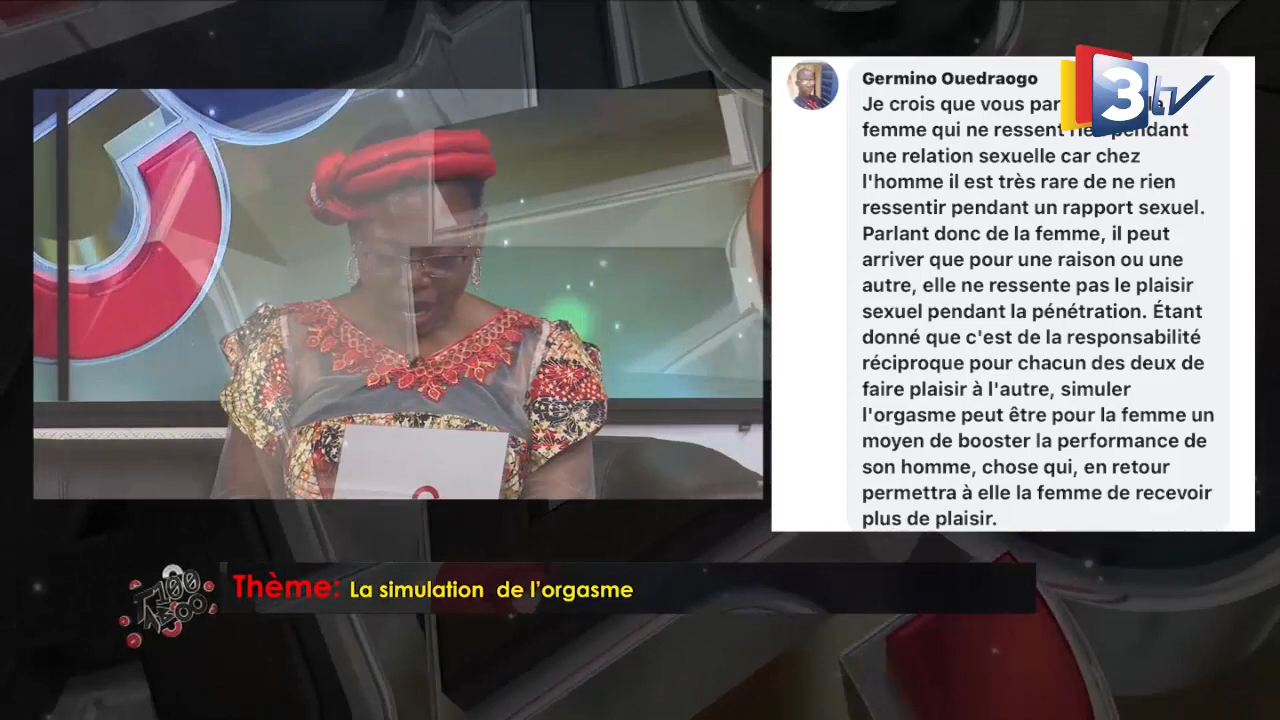 Germino Ouedraogo
Je crois que vous par
femme qui ne ressent pendant
une relation sexuelle car chez
l'homme il est très rare de ne rien
ressentir pendant un rapport sexuel.
Parlant donc de la femme, il peut
arriver que pour une raison ou une
autre, elle ne ressente pas le plaisir
sexuel pendant la pénétration. Étant
donné que c'est de la responsabilité
réciproque pour chacun des deux de
faire plaisir à l'autre, simuler
l'orgasme peut être pour la femme un
moyen de booster la performance de
son homme, chose qui, en retour
permettra à elle la femme de recevoir
plus de plaisir.
3tv
Thème: La simulation de l’orgasme
100
TABOO